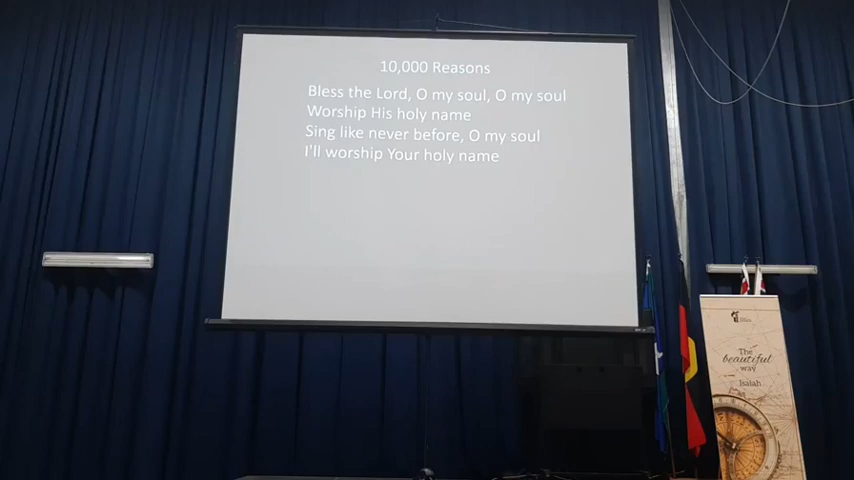 10,000 Reasons
Bless the Lord, O my soul, O my soul
Worship His holy name
Sing like never before, O my soul
I'll worship Your holy name
The
beautiful
way
Isaiah